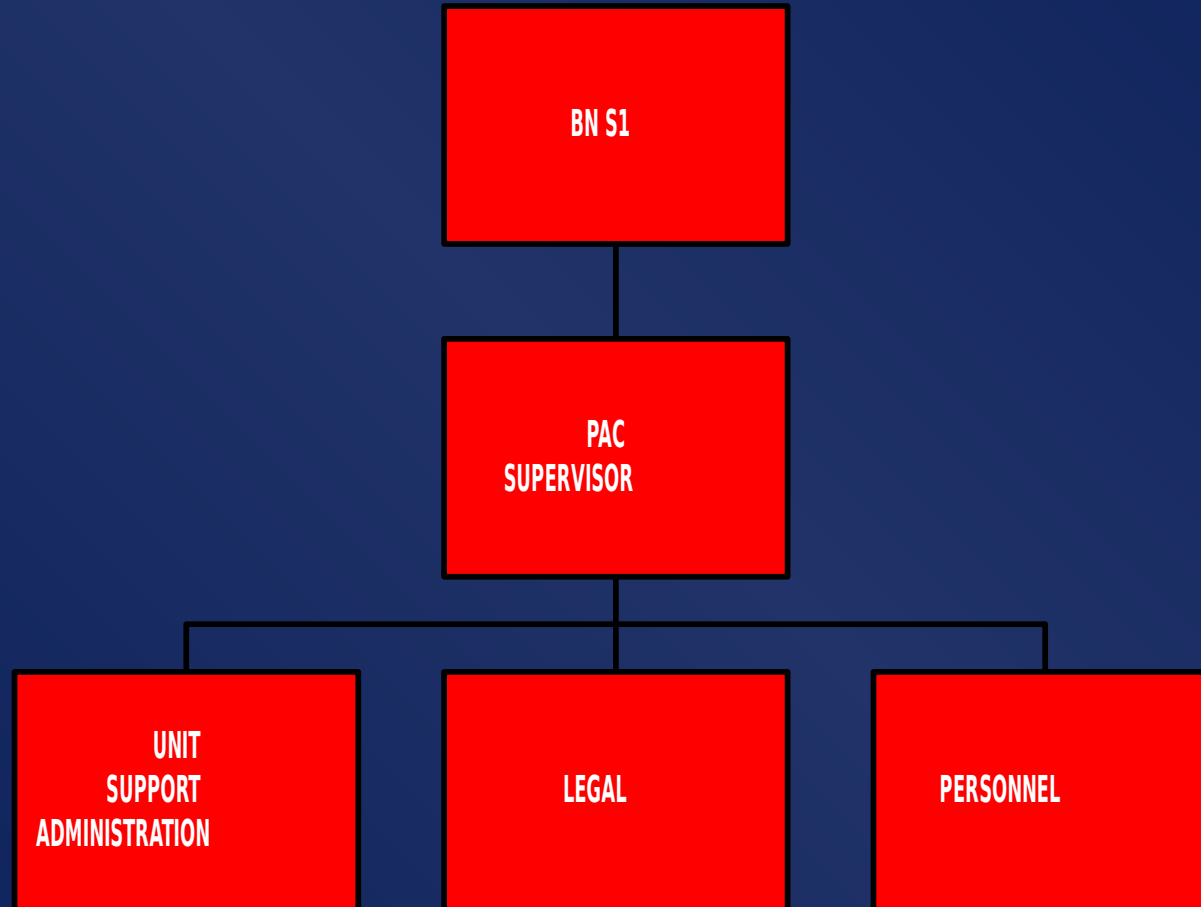 BN S1
PAC
SUPERVISOR
UNIT
SUPPORT
ADMINISTRATION
LEGAL
PERSONNEL